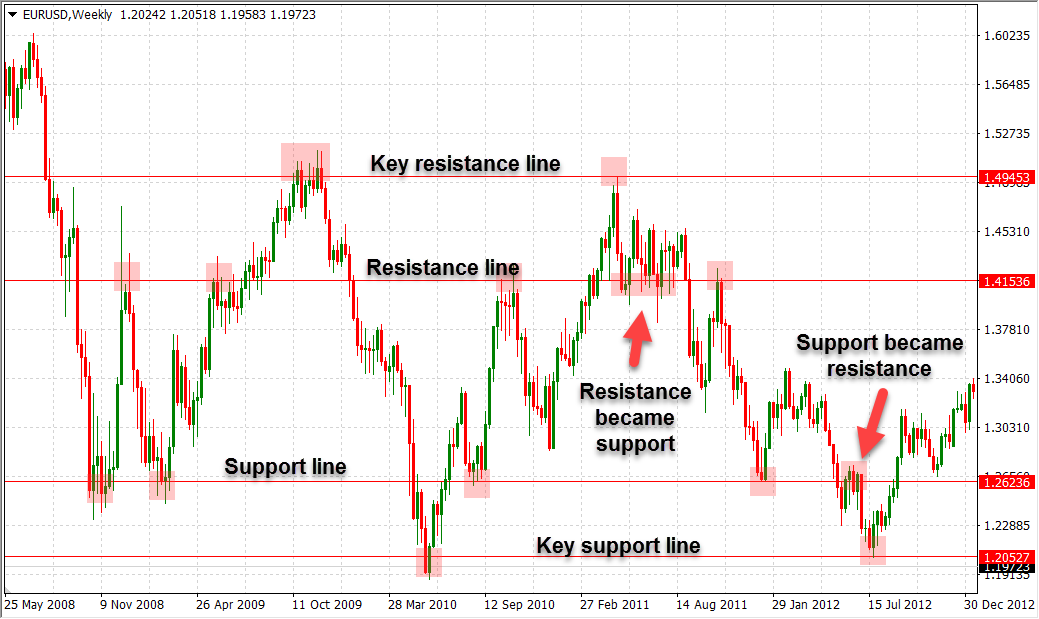 EURUSD,Weekly 1.20242 1.20518 1.19583 1.19723
1.60235
1.56485
1.52735
Key resistance line
1.49453
1.45310
Resistance line
1.41536
1.37810
Support became
resistance
1.34060
Resistance
became
support
1.30310
Support line
1.26236
1.22885
Key support line
1.20527
1.19723
1.19135
25 May 2008
9 Nov 2008
26 Apr 2009
11 Oct 2009
28 Mar 2010
12 Sep 2010
27 Feb 2011
14 Aug 2011
29 Jan 2012
15 Jul 2012
30 Dec 2012